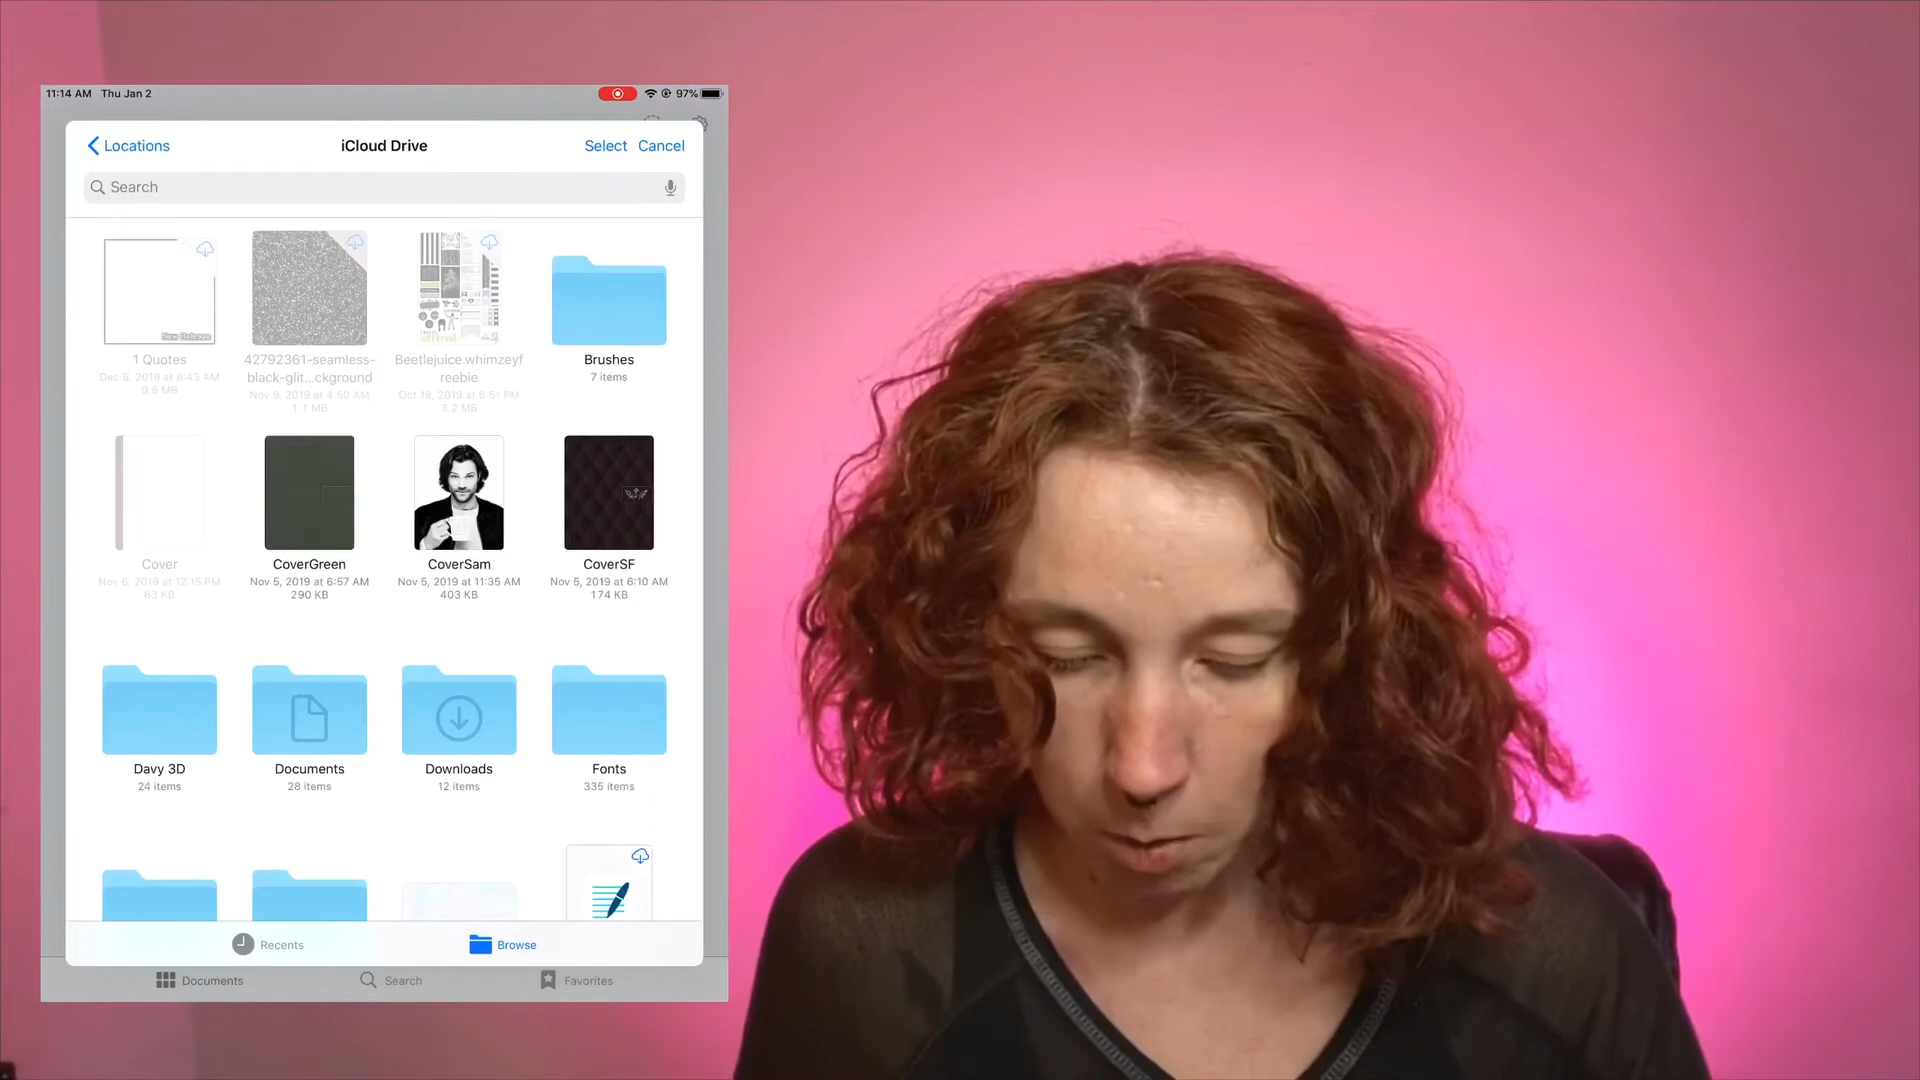 11:14 AM Thu Jan 2
97%
Locations
iCloud Drive
Select Cancel
Search
New Release
1 Quotes
Dec 9, 2019 at 6:43 AM
9.8 MB
42792361-seamless-
black-glit...ckground
Nov 9, 2019 at 4:50 AM
1.1 MB
Beetlejuice.whimzeyf
reebie
Oct 18, 2019 at 6:51 PM
3.2 MB
Brushes
7 items
Cover
Nov 6, 2019 at 12:15 PM
63 KB
CoverGreen
Nov 5, 2019 at 6:57 AM
290 KB
CoverSam
Nov 5, 2019 at 11:35 AM
403 KB
CoverSF
Nov 5, 2019 at 6:10 AM
174 KB
Davy 3D
24 items
Documents
28 items
Downloads
12 items
Fonts
335 items
Recents
Browse
Documents
Search
Favorites